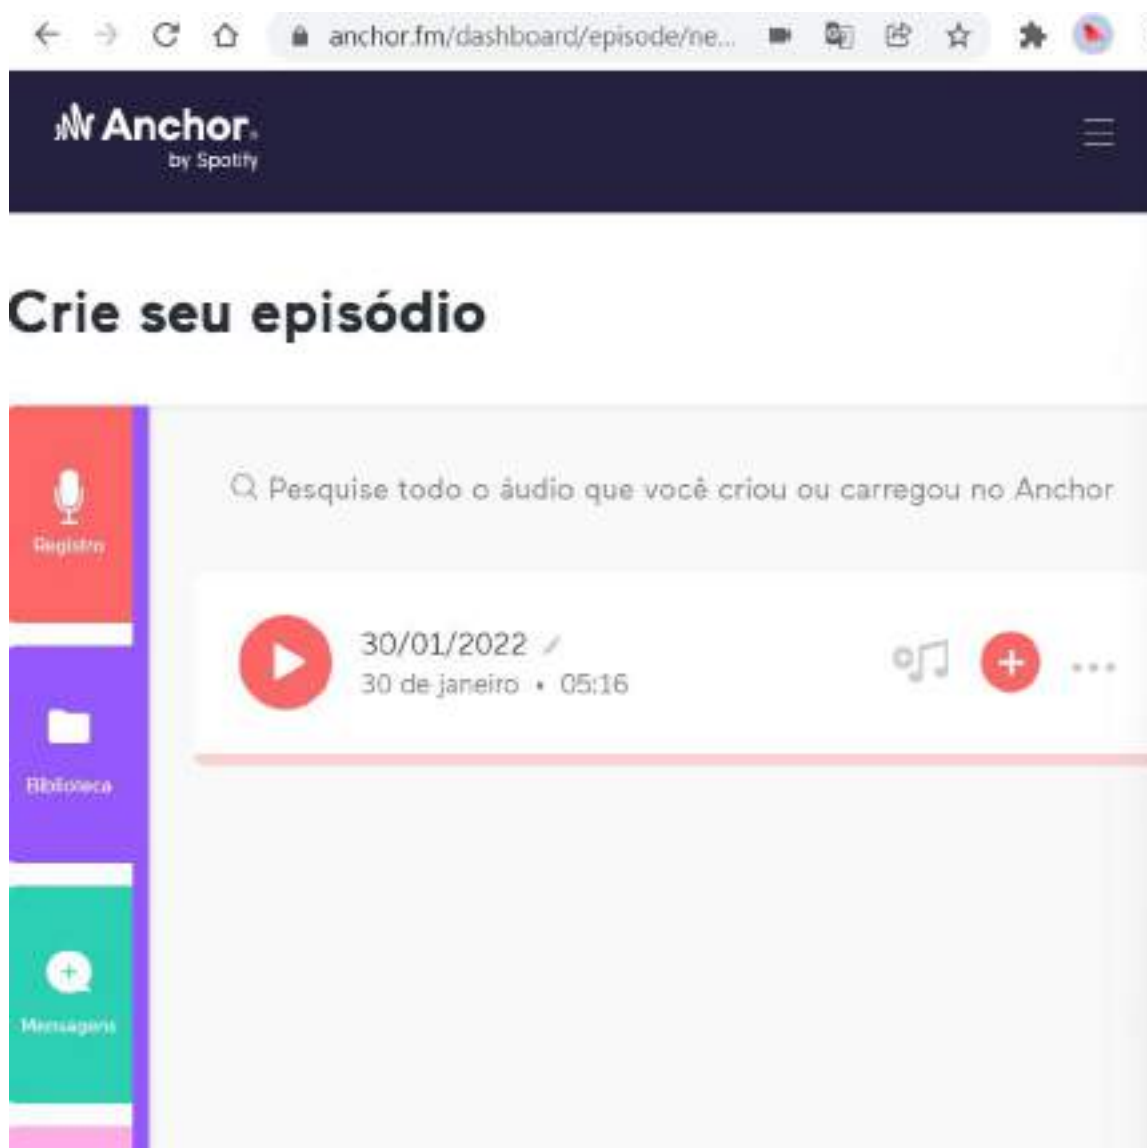 anchor.fm/dashboard/episode/ne...
Anchor
by Spotify
Crie seu episódio
Registro
Pesquise todo o áudio que você criou ou carregou no Anchor
30/01/2022
30 de janeiro • 05:16
Biblioteca
Mensagens